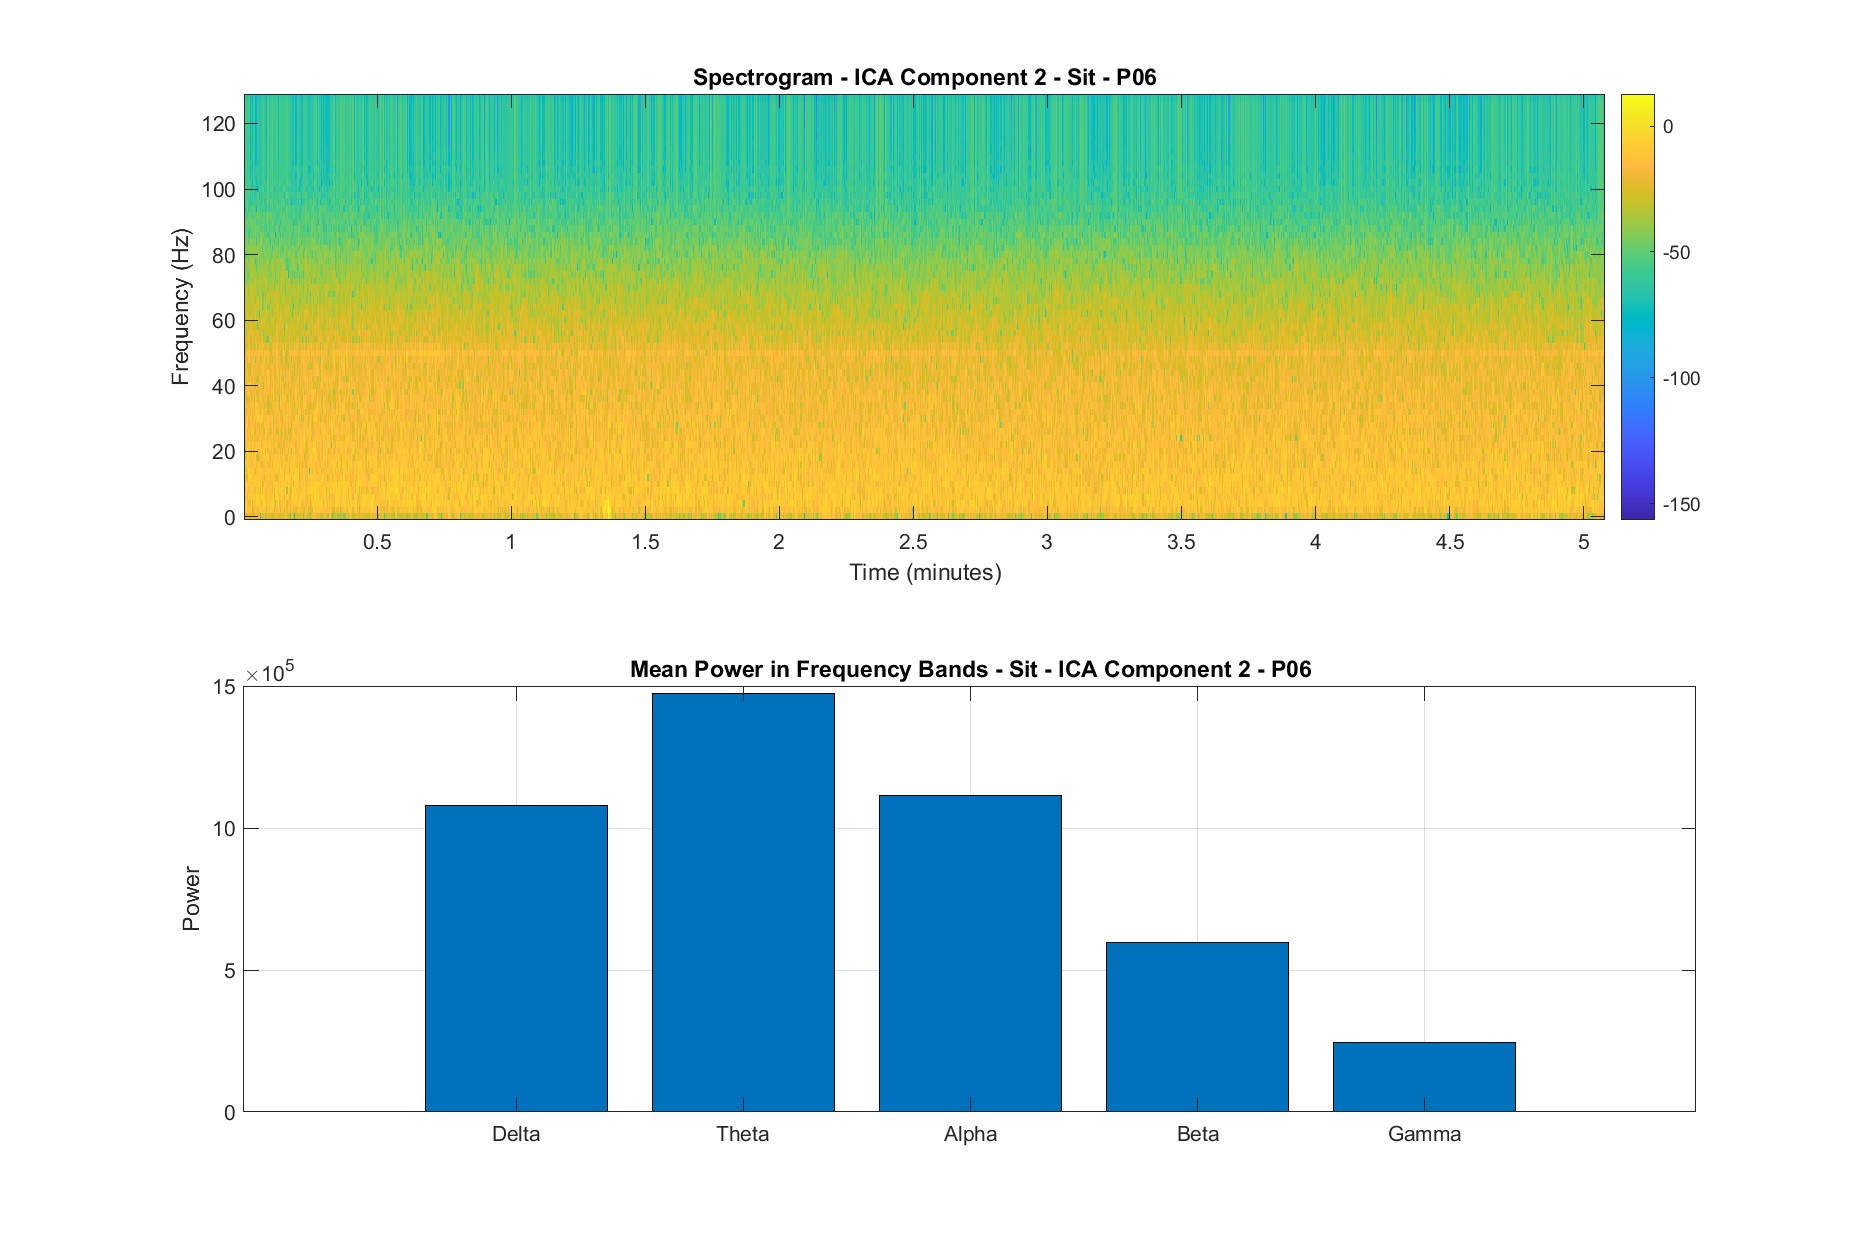 Spectrogram - ICA Component 2 - Sit - P06
120
100
80
60
40
20
0
Frequency (Hz)
0.5 1 1.5 2 2.5 3 3.5 4 4.5 5
Time (minutes)
0
-50
-100
-150
Mean Power in Frequency Bands - Sit - ICA Component 2 - P06
×10^5
15
10
5
0
Power
Delta Theta Alpha Beta Gamma